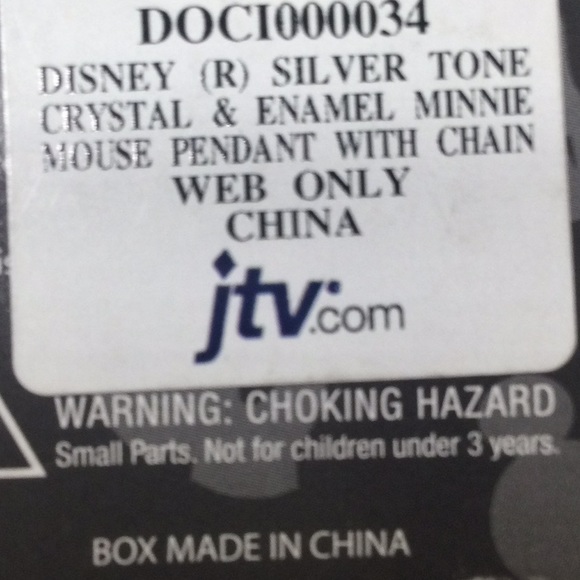 DOCI000034
DISNEY (R) SILVER TONE
CRYSTAL & ENAMEL MINNIE
MOUSE PENDANT WITH CHAIN
WEB ONLY
CHINA
jtv.com
WARNING: CHOKING HAZARD
Small Parts. Not for children under 3 years.
BOX MADE IN CHINA